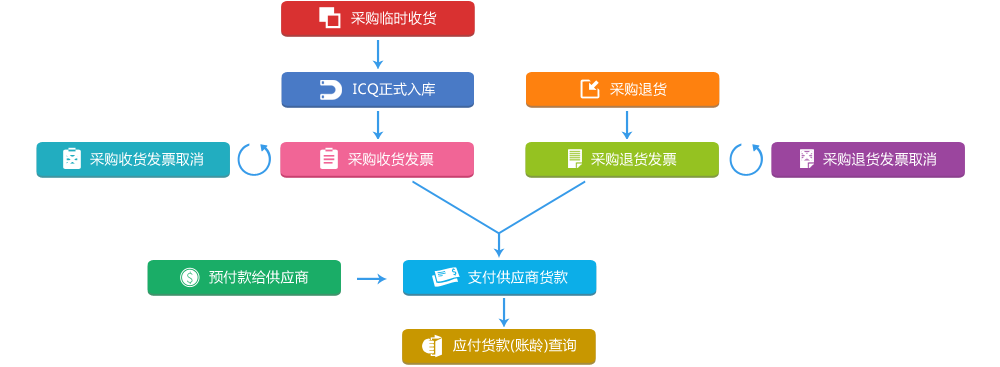 采购临时收货
ICQ正式入库
采购退货
采购收货发票取消
采购收货发票
采购退货发票
采购退货发票取消
预付款给供应商
支付供应商货款
应付货款(账龄)查询